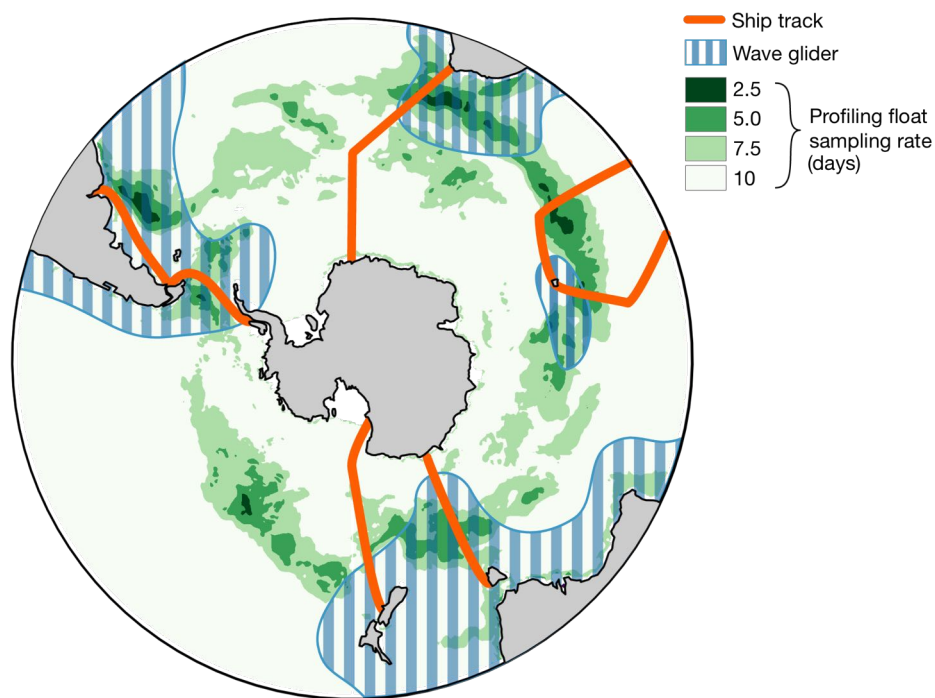 Ship track
Wave glider
2.5
5.0
7.5
10
Profiling float
sampling rate
(days)